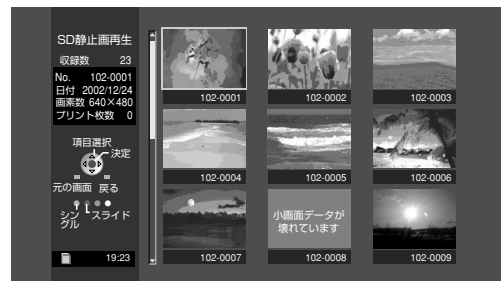 SD静止画再生
収録数 23
No. 102-0001
日付 2002/12/24
画素数 640×480
プリント枚数 0
項目選択
決定
元の画面 戻る
シングル
スライド
19:23
102-0001
102-0002
102-0003
102-0004
102-0005
102-0006
小画面データが
壊れています
102-0007
102-0008
102-0009